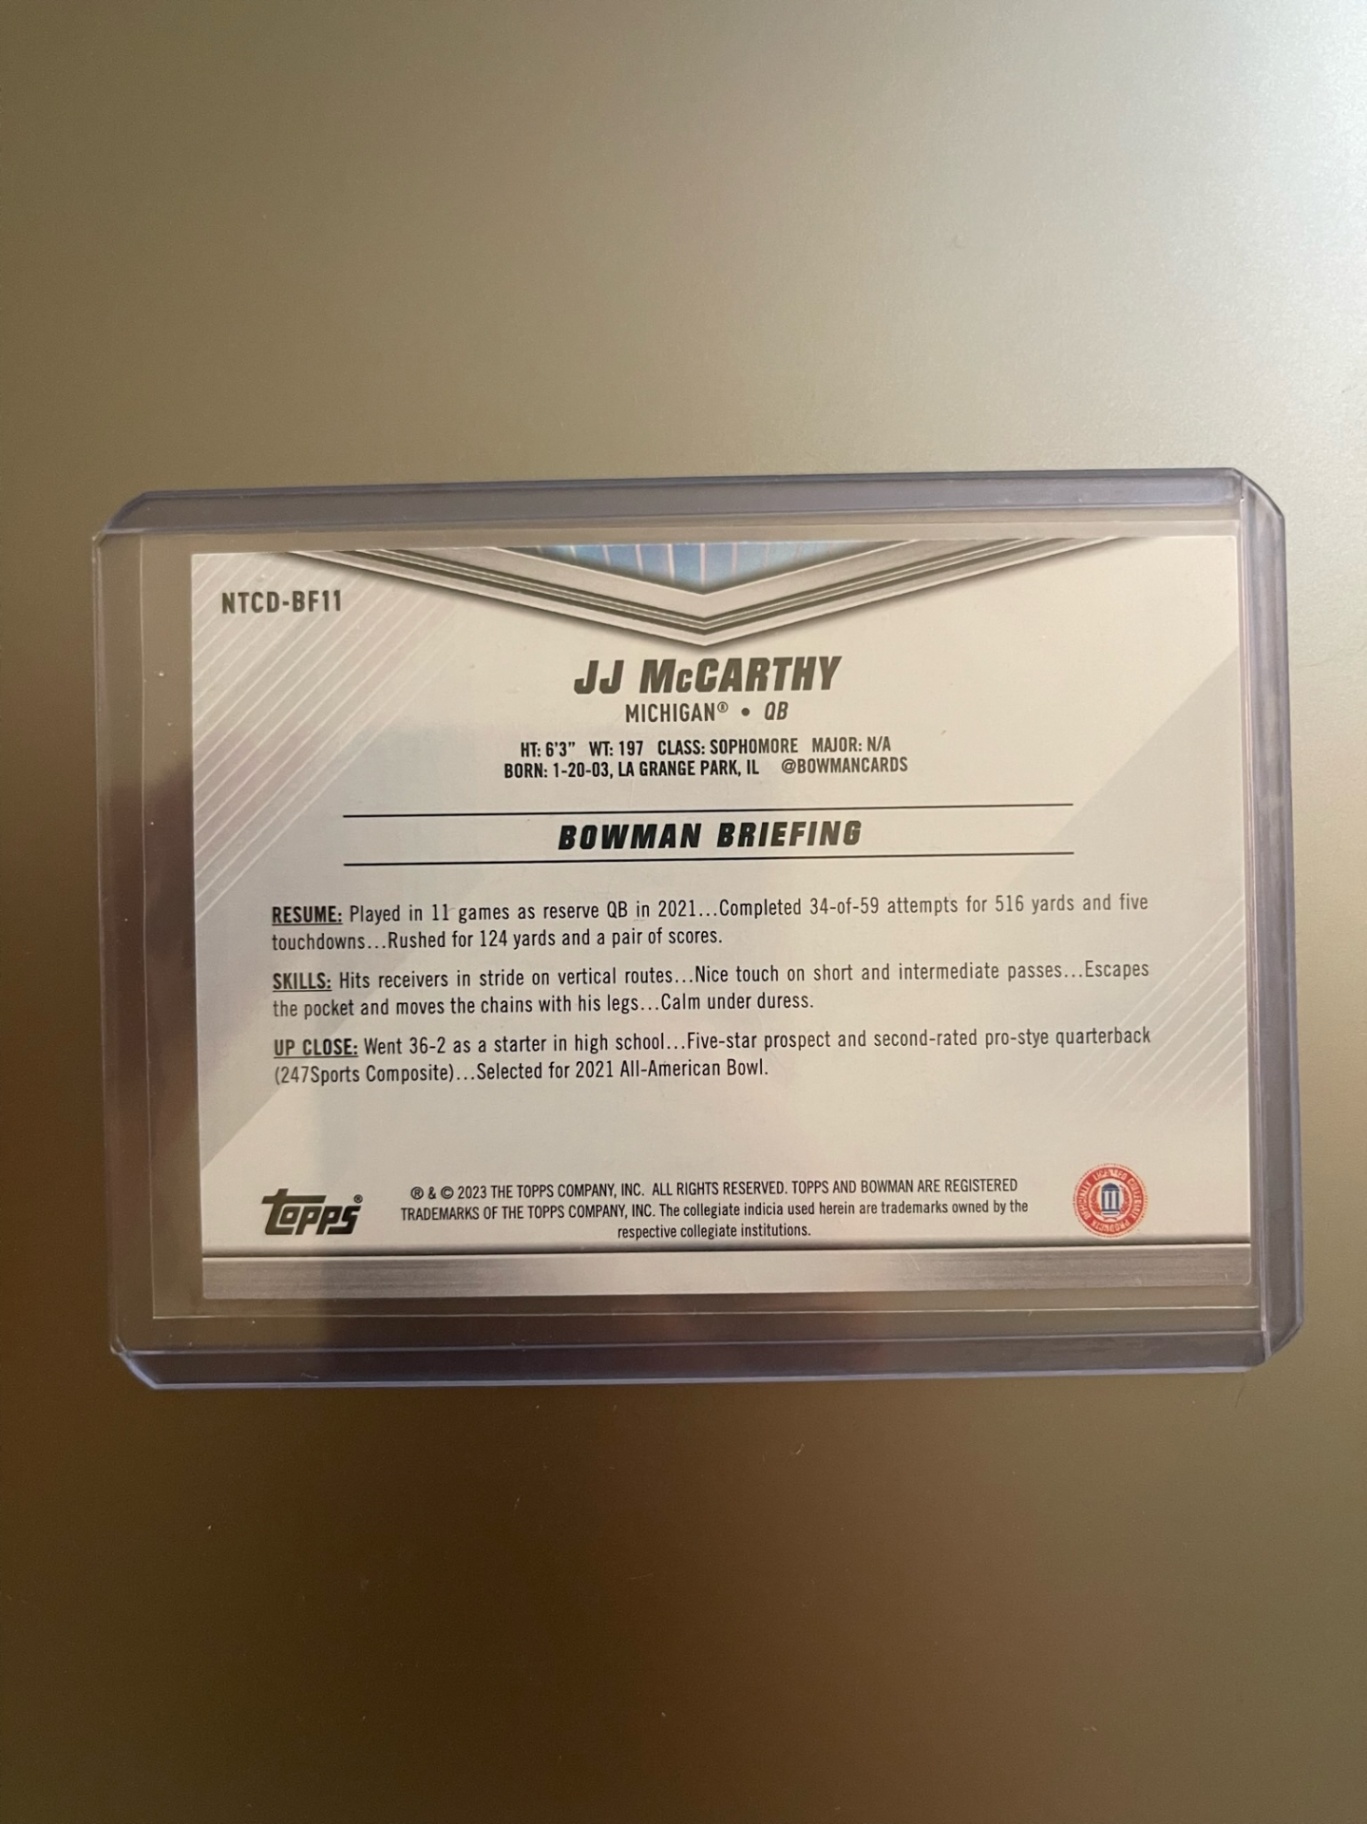 NTCD-BF11
JJ McCARTHY
MICHIGAN® • QB
HT: 6'3" WT: 197 CLASS: SOPHOMORE MAJOR: N/A
BORN: 1-20-03, LA GRANGE PARK, IL @BOWMANCARDS
BOWMAN BRIEFING
RESUME: Played in 11 games as reserve QB in 2021...Completed 34-of-59 attempts for 516 yards and five
touchdowns...Rushed for 124 yards and a pair of scores.
SKILLS: Hits receivers in stride on vertical routes...Nice touch on short and intermediate passes...Escapes
the pocket and moves the chains with his legs...Calm under duress.
UP CLOSE: Went 36-2 as a starter in high school...Five-star prospect and second-rated pro-stye quarterback
(247Sports Composite)...Selected for 2021 All-American Bowl.
Topps®
® & © 2023 THE TOPPS COMPANY, INC. ALL RIGHTS RESERVED. TOPPS AND BOWMAN ARE REGISTERED
TRADEMARKS OF THE TOPPS COMPANY, INC. The collegiate indicia used herein are trademarks owned by the
respective collegiate institutions.
OFFICIALLY LICENSED COLLEGIATE PRODUCTS